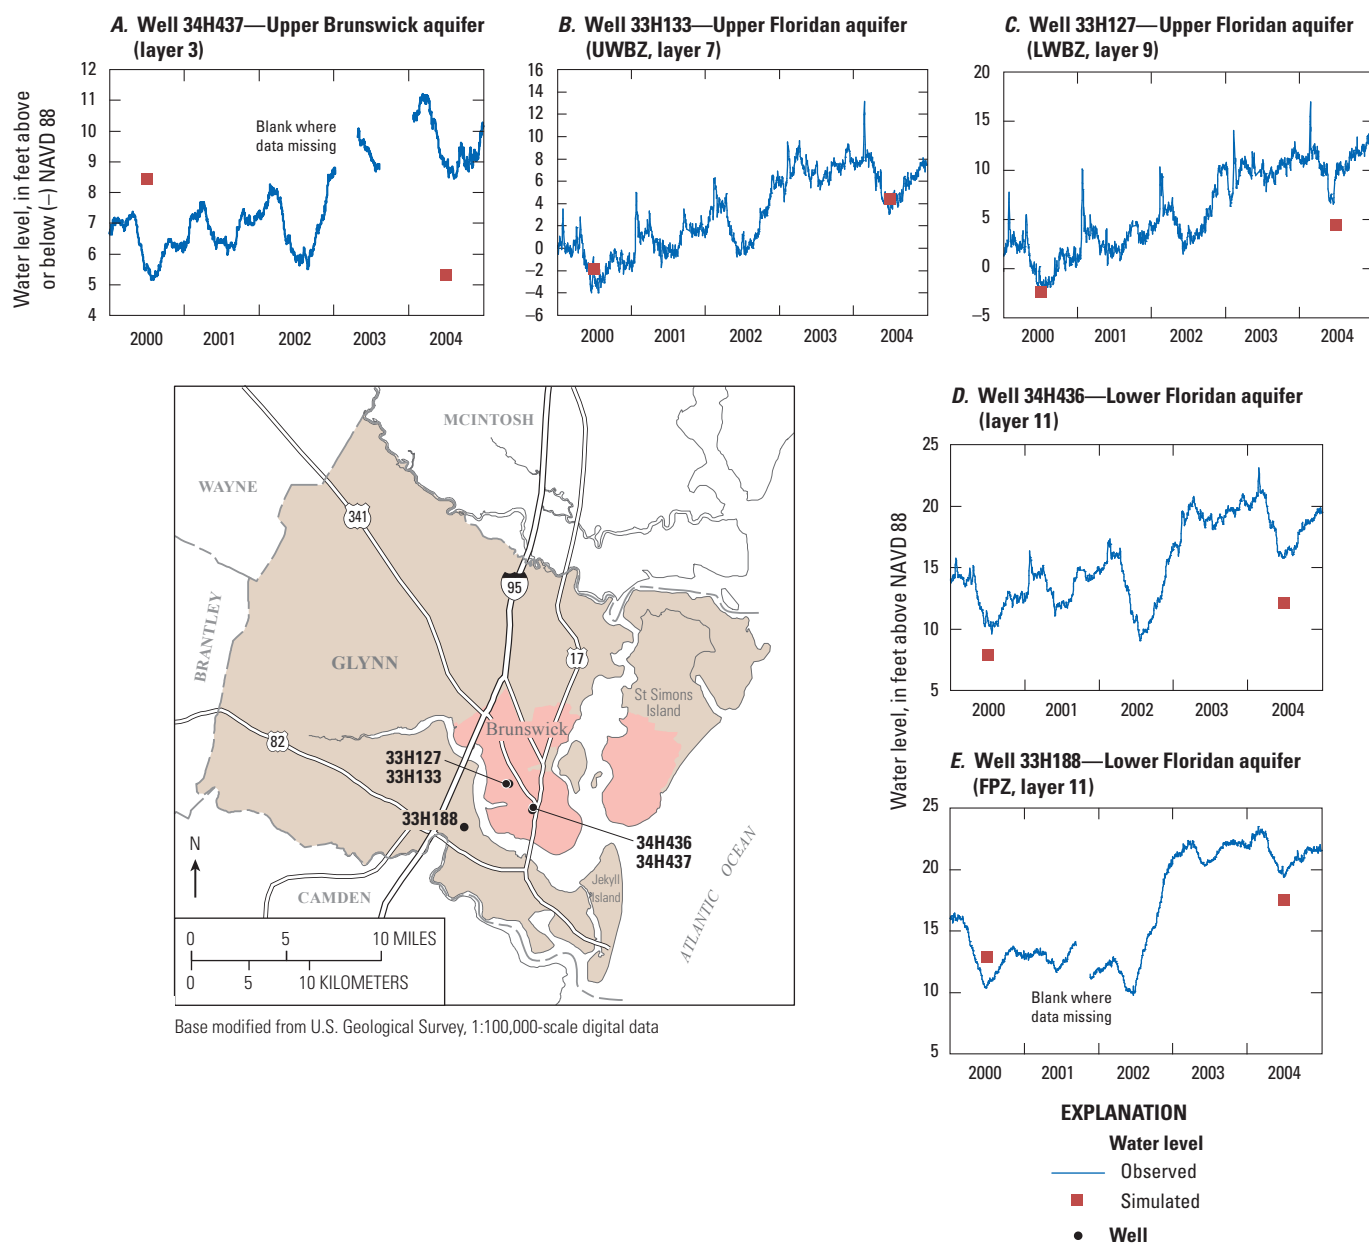 A. Well 34H437—Upper Brunswick aquifer
(layer 3)
Water level, in feet above
or below (–) NAVD 88
12
11
10
9
8
7
6
5
4
Blank where
data missing
2000 2001 2002 2003 2004
B. Well 33H133—Upper Floridan aquifer
(UWBZ, layer 7)
16
14
12
10
8
6
4
2
0
–2
–4
–6
2000 2001 2002 2003 2004
C. Well 33H127—Upper Floridan aquifer
(LWBZ, layer 9)
20
15
10
5
0
–5
2000 2001 2002 2003 2004
MCINTOSH
WAYNE
341
95
BRANTLEY
GLYNN
17
St Simons
Island
Brunswick
82
33H127
33H133
33H188
34H436
34H437
N
CAMDEN
Jekyll
Island
ATLANTIC OCEAN
0 5 10 MILES
0 5 10 KILOMETERS
Base modified from U.S. Geological Survey, 1:100,000-scale digital data
D. Well 34H436—Lower Floridan aquifer
(layer 11)
Water level, in feet above NAVD 88
25
20
15
10
5
2000 2001 2002 2003 2004
E. Well 33H188—Lower Floridan aquifer
(FPZ, layer 11)
25
20
15
10
5
Blank where
data missing
2000 2001 2002 2003 2004
EXPLANATION
Water level
Observed
Simulated
Well